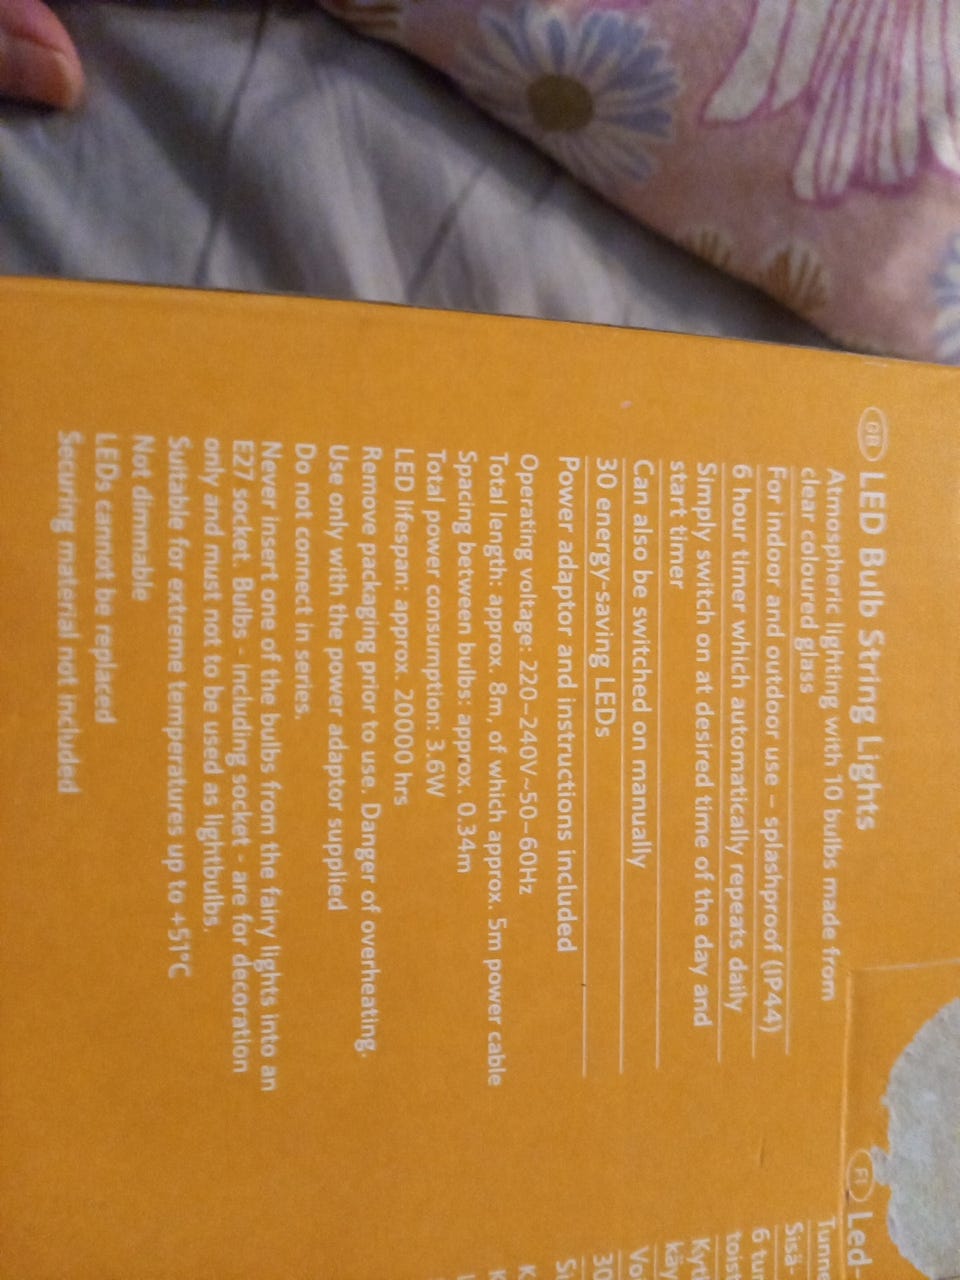 GB LED Bulb String Lights
Atmospheric lighting with 10 bulbs made from
clear coloured glass
For indoor and outdoor use – splashproof (IP44)
6 hour timer which automatically repeats daily
Simply switch on at desired time of the day and
start timer
Can also be switched on manually
30 energy-saving LEDs
Power adaptor and instructions included
Operating voltage: 220–240V~50–60Hz
Total length: approx. 8m, of which approx. 5m power cable
Spacing between bulbs: approx. 0.34m
Total power consumption: 3.6W
LED lifespan: approx. 20000 hrs
Remove packaging prior to use. Danger of overheating.
Use only with the power adaptor supplied
Do not connect in series.
Never insert one of the bulbs from the fairy lights into an
E27 socket. Bulbs - including socket - are for decoration
only and must not to be used as lightbulbs.
Suitable for extreme temperatures up to +51°C
Not dimmable
LEDs cannot be replaced
Securing material not included
FI Led-
Sisä-
6 tun
30